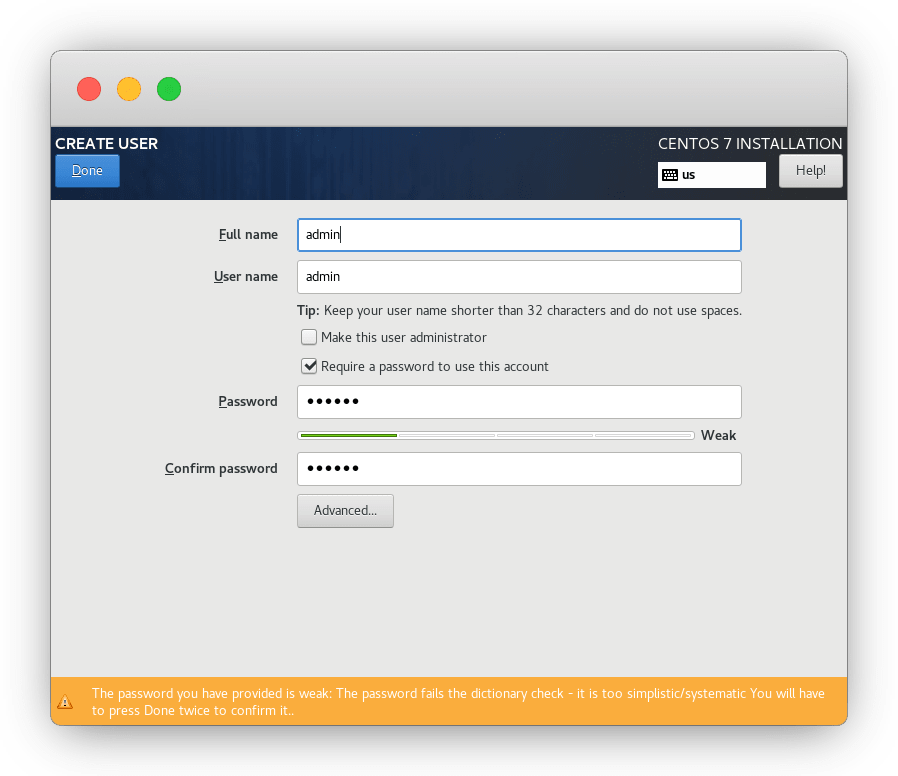 CREATE USER
CENTOS 7 INSTALLATION
Done
us
Help!
Full name
admin
User name
admin
Tip: Keep your user name shorter than 32 characters and do not use spaces.
Make this user administrator
Require a password to use this account
Password
••••••
Weak
Confirm password
••••••
Advanced...
The password you have provided is weak: The password fails the dictionary check - it is too simplistic/systematic You will have
to press Done twice to confirm it..